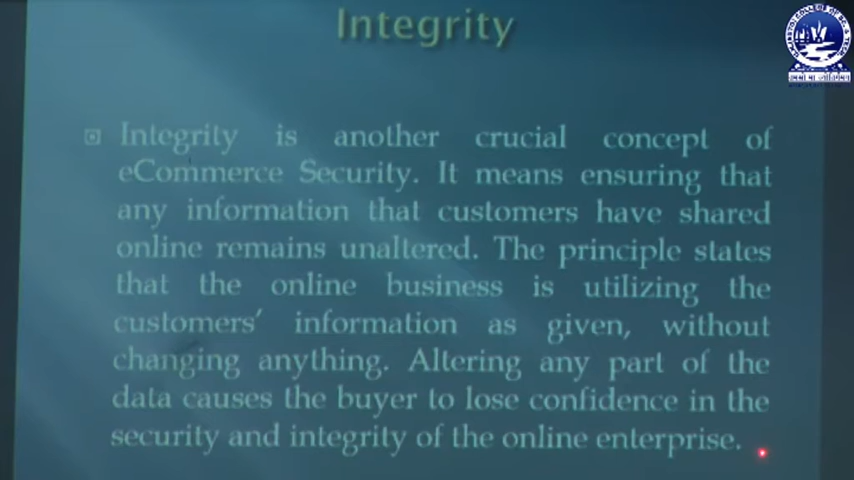 Integrity
Integrity is another crucial concept of
eCommerce Security. It means ensuring that
any information that customers have shared
online remains unaltered. The principle states
that the online business is utilizing the
customers' information as given, without
changing anything. Altering any part of the
data causes the buyer to lose confidence in the
security and integrity of the online enterprise.